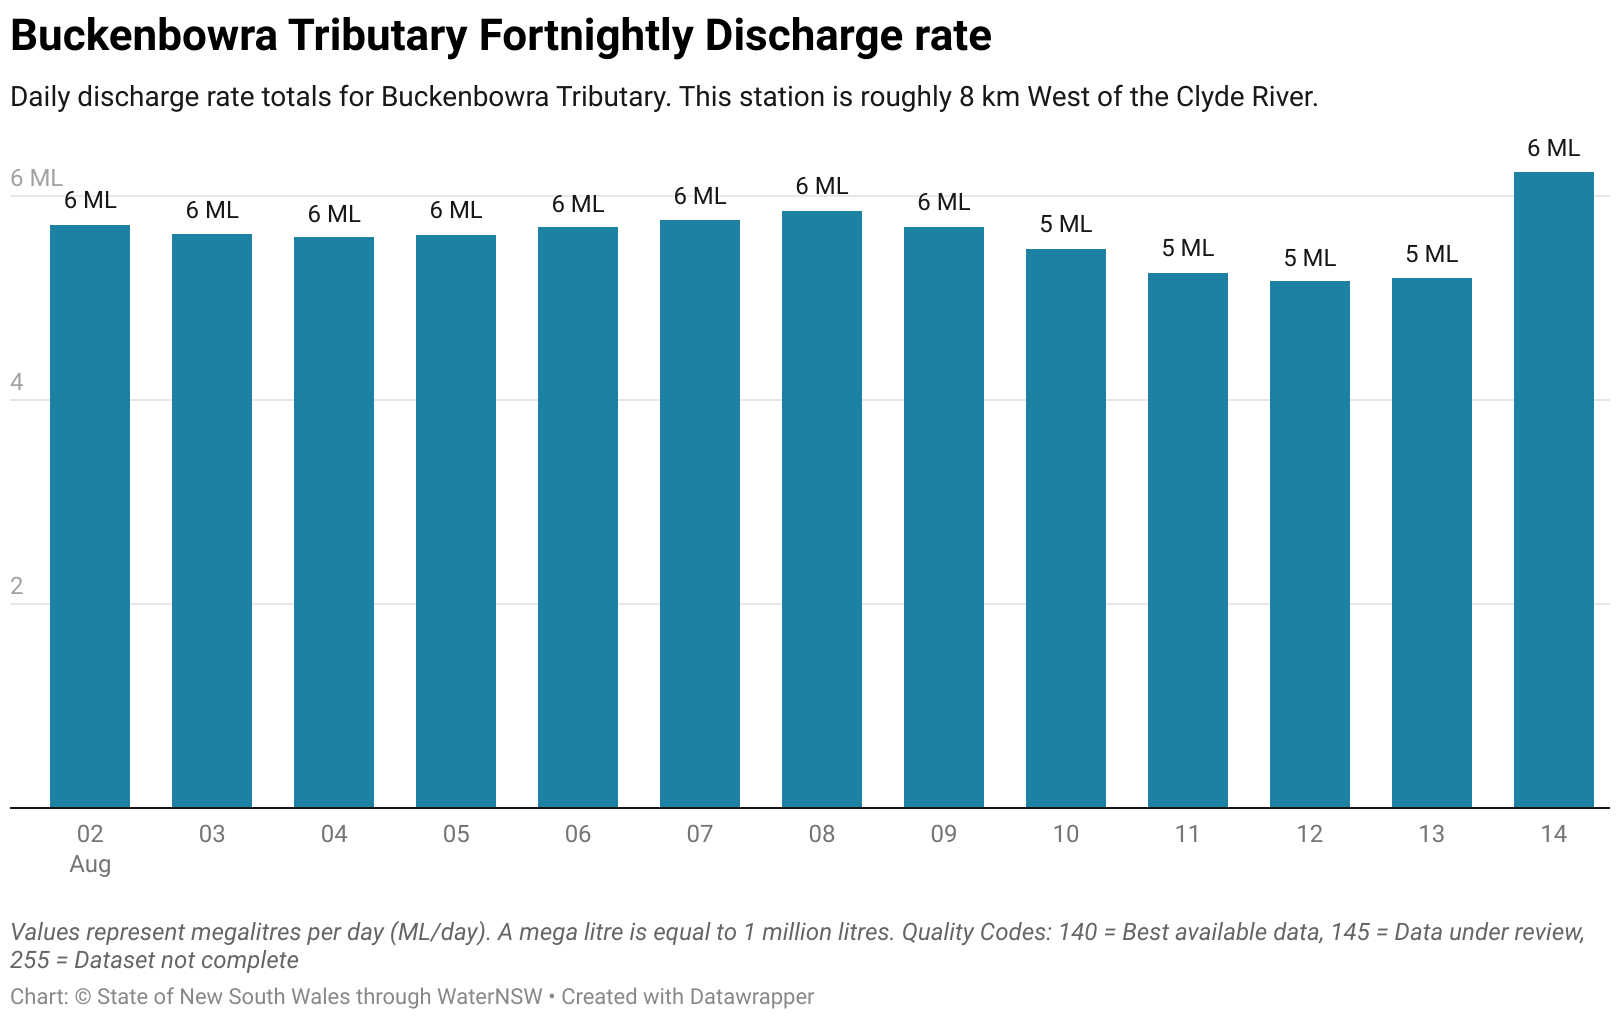 Buckenbowra Tributary Fortnightly Discharge rate
Daily discharge rate totals for Buckenbowra Tributary. This station is roughly 8 km West of the Clyde River.
6 ML
4
2
6 ML
6 ML
6 ML
6 ML
6 ML
6 ML
6 ML
6 ML
5 ML
5 ML
5 ML
5 ML
6 ML
02
Aug
03
04
05
06
07
08
09
10
11
12
13
14
Values represent megalitres per day (ML/day). A mega litre is equal to 1 million litres. Quality Codes: 140 = Best available data, 145 = Data under review,
255 = Dataset not complete
Chart: © State of New South Wales through WaterNSW • Created with Datawrapper